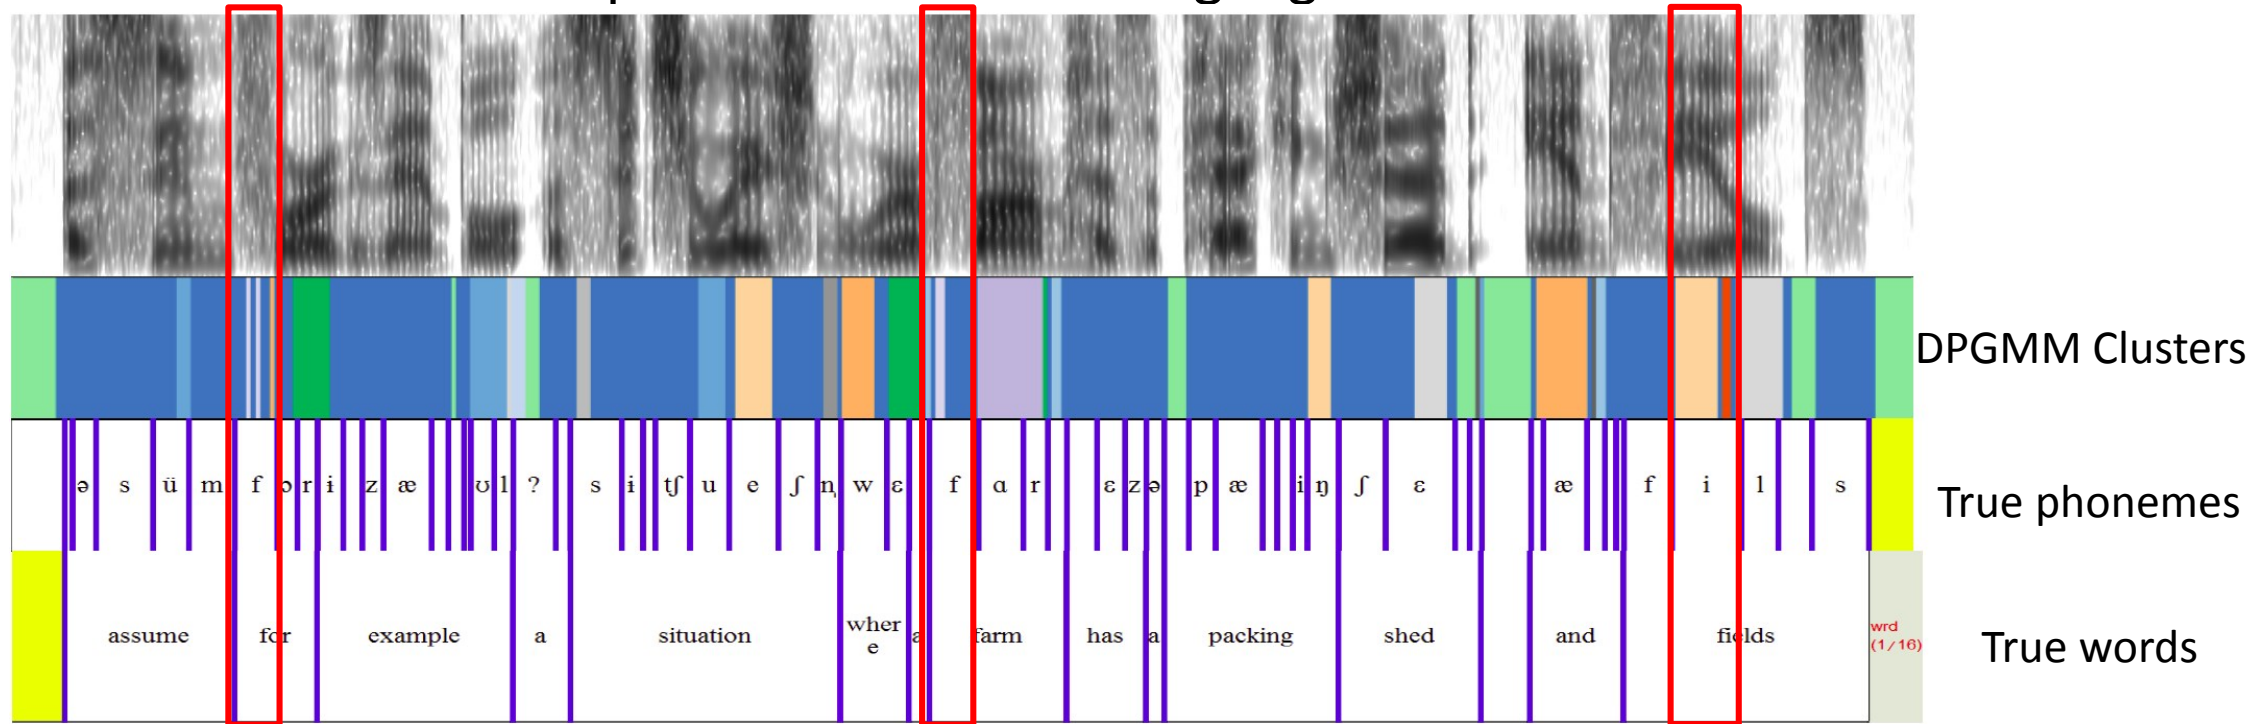 DPGMM Clusters
ə s ü m f ɔ r ɨ z æ ʊ l ? s ɨ tʃ u e ʃ n̩ w ɛ f ɑ r ɛ z ə p æ i ŋ ʃ ɛ æ f i l s
True phonemes
assume for example a situation wher e a farm has a packing shed and fields
wrd
(1/16)
True words